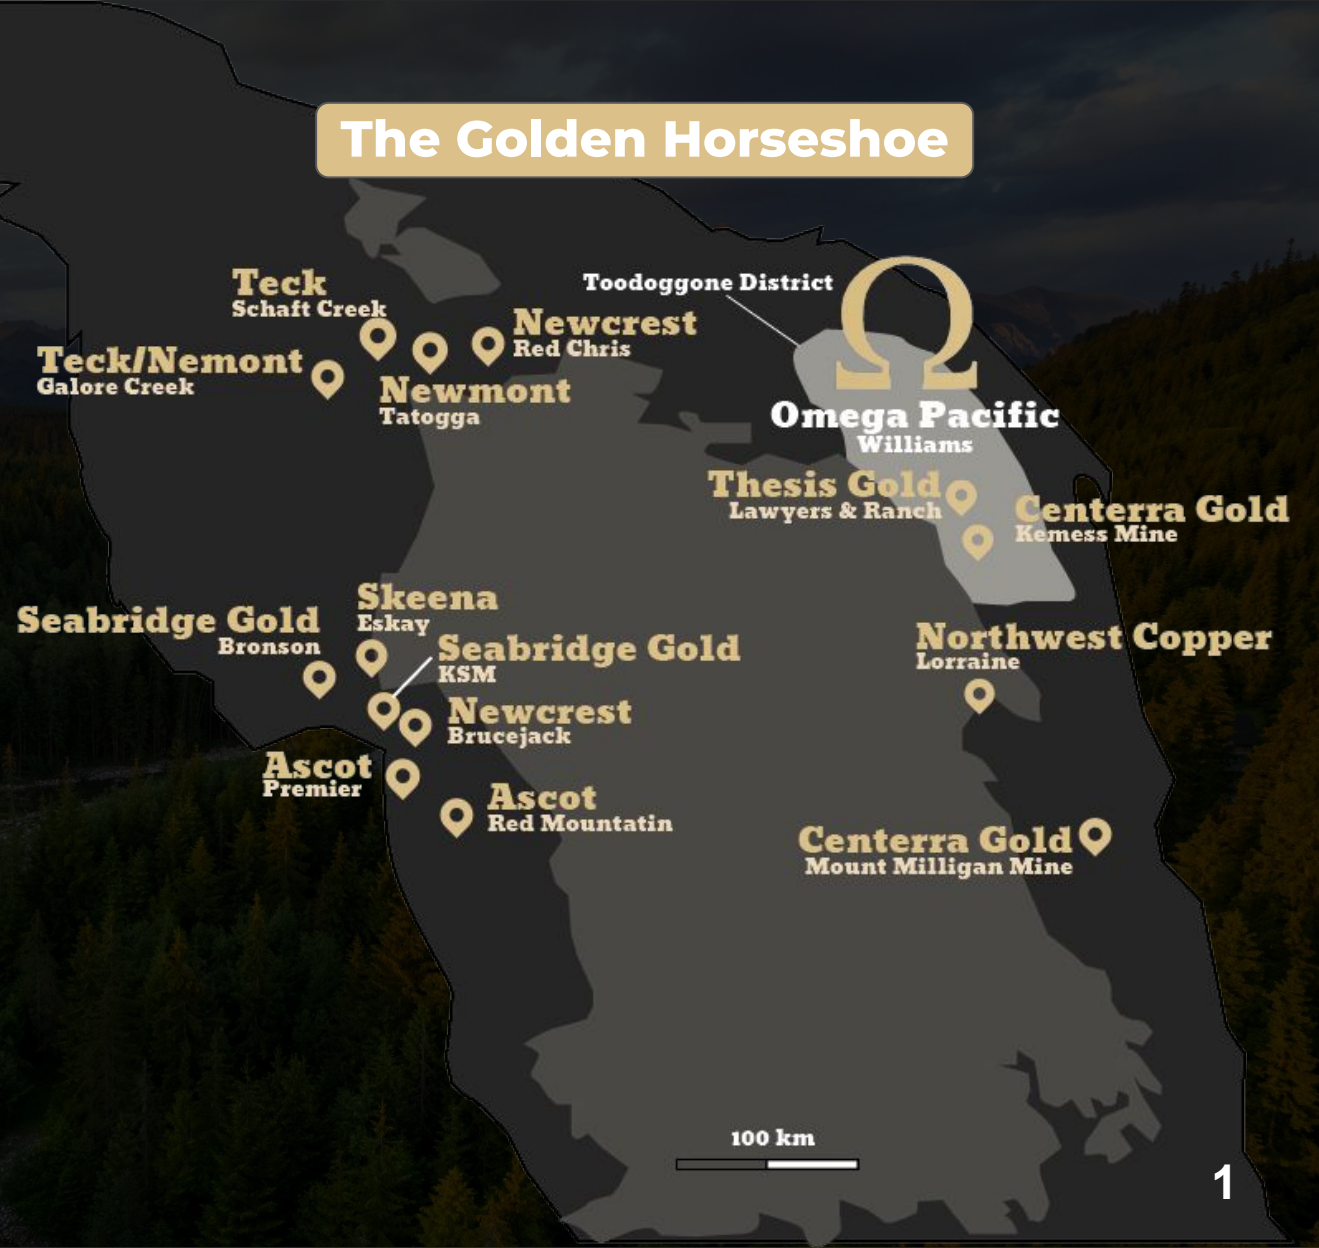 The Golden Horseshoe
Toodoggone District
Ω
Teck
Schaft Creek
Newcrest
Red Chris
Teck/Nemont
Galore Creek
Newmont
Tatogga
Omega Pacific
Williams
Thesis Gold
Lawyers & Ranch
Centerra Gold
Kemess Mine
Skeena
Eskay
Seabridge Gold
Bronson
Seabridge Gold
KSM
Northwest Copper
Lorraine
Newcrest
Brucejack
Ascot
Premier
Ascot
Red Mountatin
Centerra Gold
Mount Milligan Mine
100 km
1